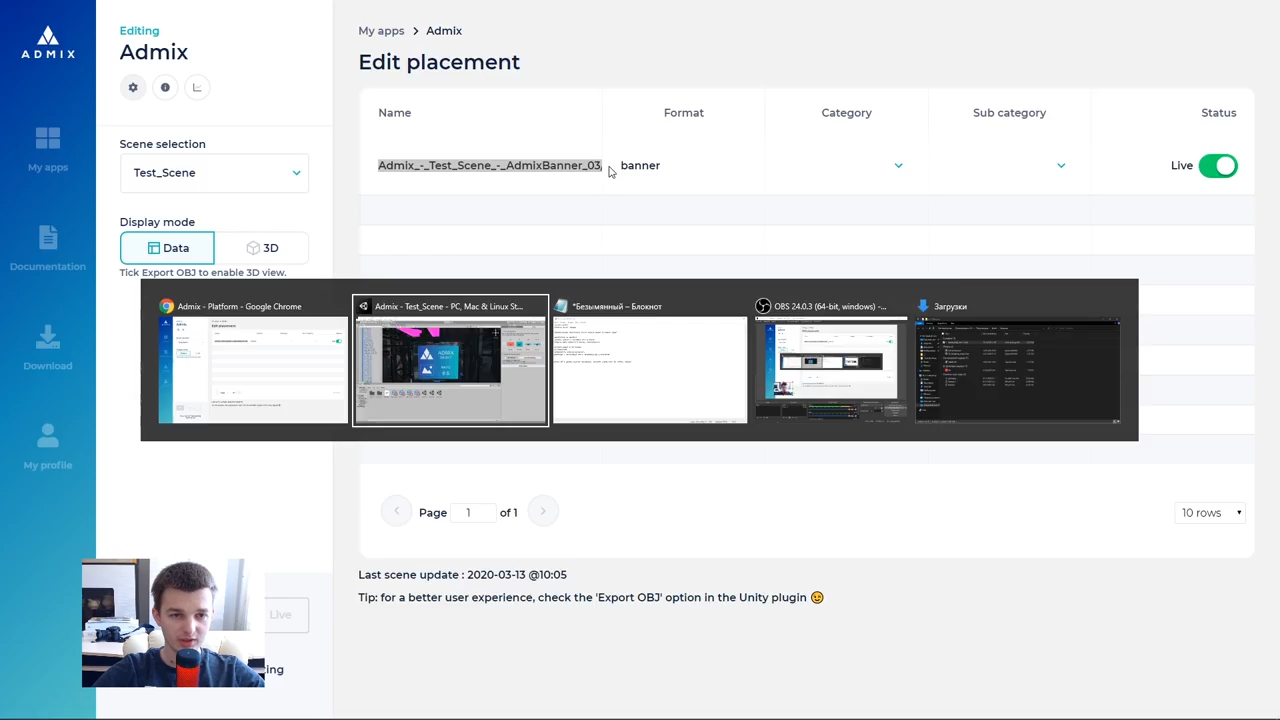 ADMIX
My apps
Documentation
Download
My profile
Editing
Admix
Scene selection
Test_Scene
Display mode
Data
3D
Tick Export OBJ to enable 3D view.
Live
ing
My apps > Admix
Edit placement
Name
Format
Category
Sub category
Status
Admix_-_Test_Scene_-_AdmixBanner_03,
banner
Live
Admix - Platform - Google Chrome
Admix - Test_Scene - PC, Mac & Linux St...
*Безымянный – Блокнот
OBS 24.0.3 (64-bit, windows) -...
Загрузки
ADMIX
Page 1 of 1
10 rows
Last scene update : 2020-03-13 @10:05
Tip: for a better user experience, check the 'Export OBJ' option in the Unity plugin 😉